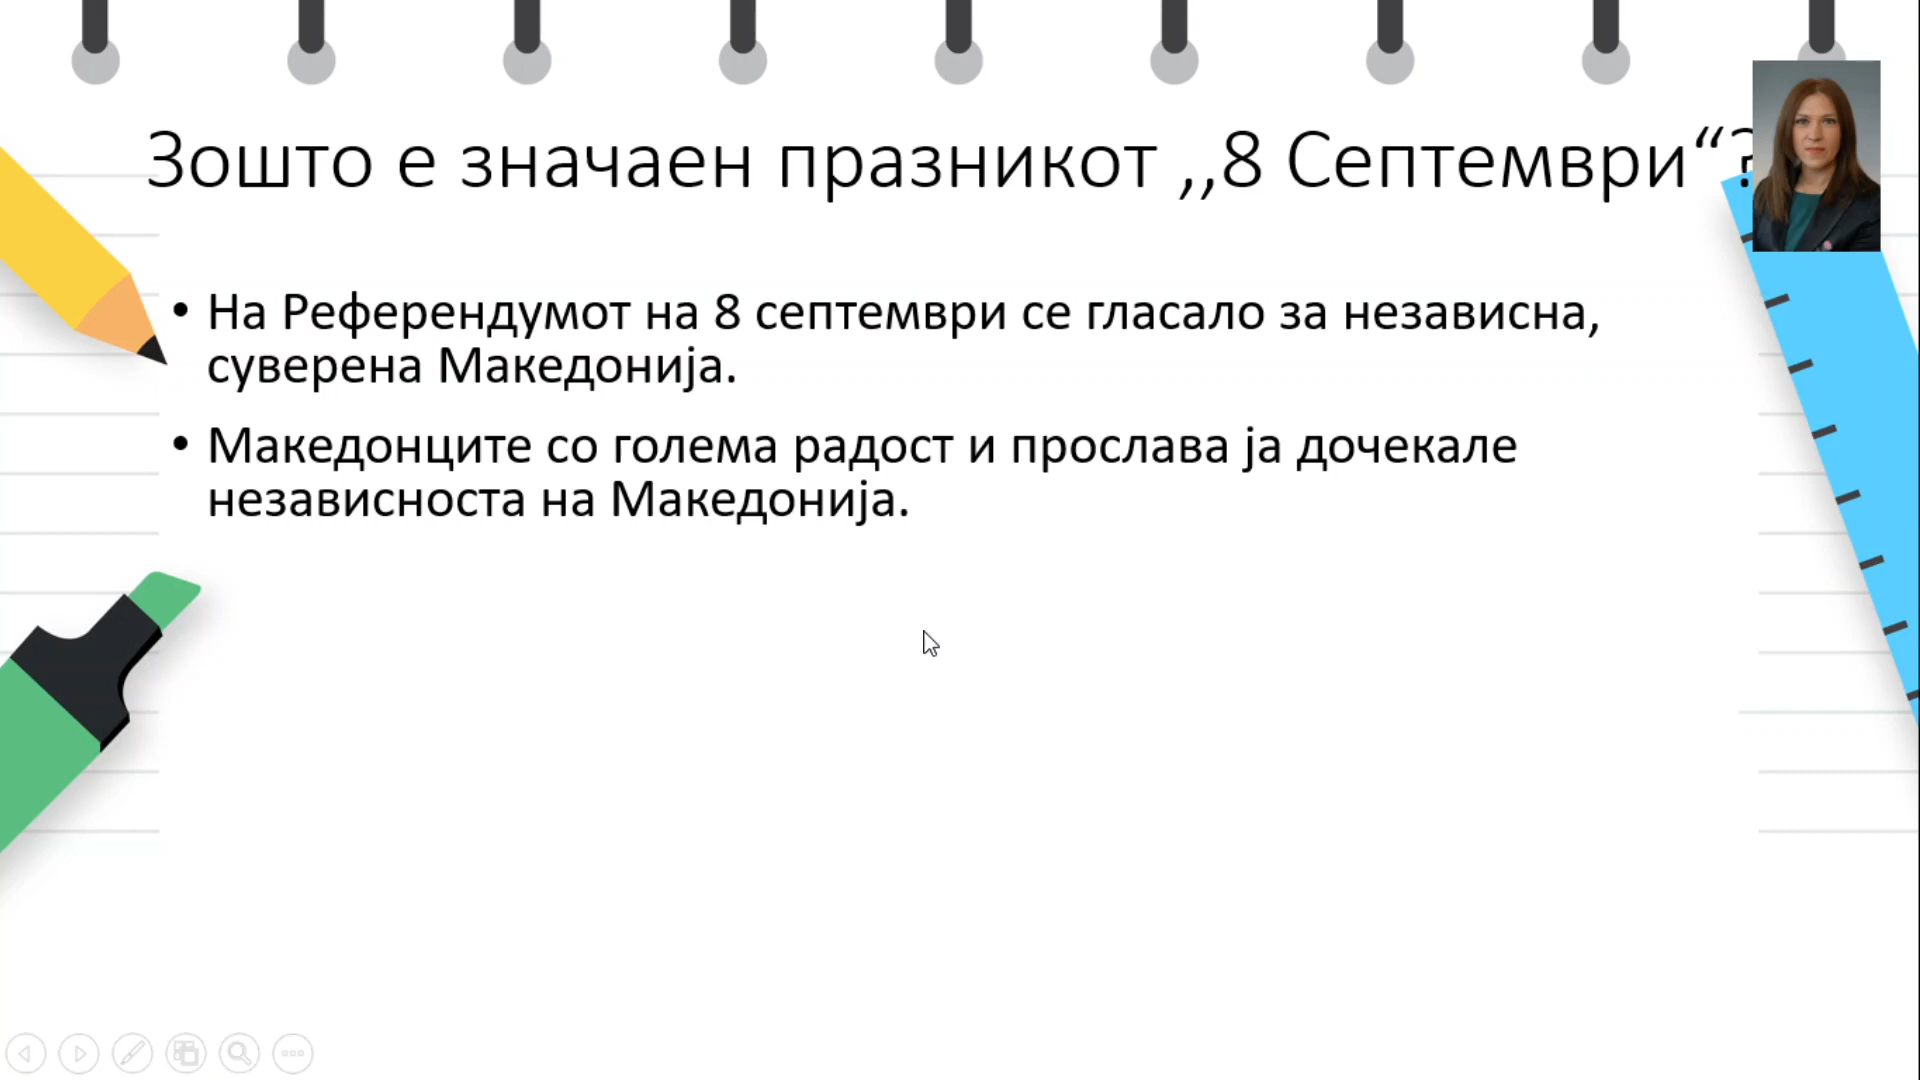 Зошто е значаен празникот ,,8 Септември“?
• На Референдумот на 8 септември се гласало за независна,
суверена Македонија.
• Македонците со голема радост и прослава ја дочекале
независноста на Македонија.